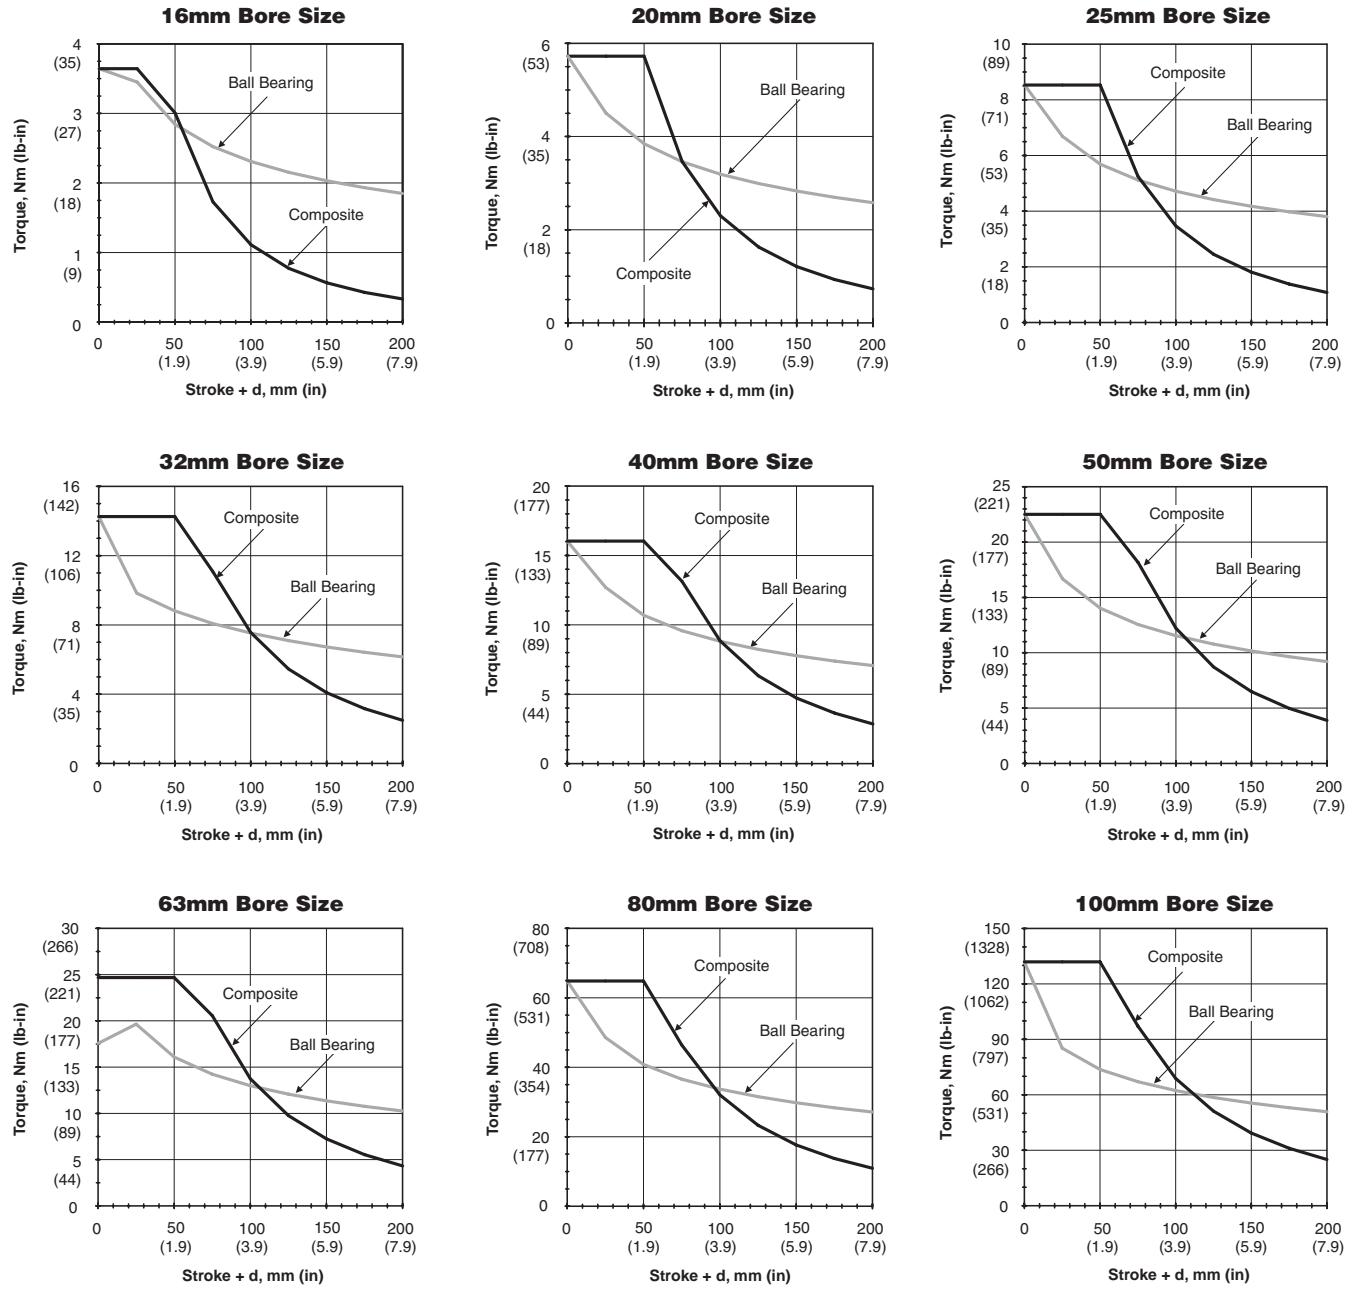 16mm Bore Size
4
(35)
3
(27)
2
(18)
1
(9)
0
Torque, Nm (lb-in)
Ball Bearing
Composite
0 50 100 150 200
(1.9) (3.9) (5.9) (7.9)
Stroke + d, mm (in)
20mm Bore Size
6
(53)
4
(35)
2
(18)
0
Torque, Nm (lb-in)
Ball Bearing
Composite
0 50 100 150 200
(1.9) (3.9) (5.9) (7.9)
Stroke + d, mm (in)
25mm Bore Size
10
(89)
8
(71)
6
(53)
4
(35)
2
(18)
0
Torque, Nm (lb-in)
Composite
Ball Bearing
0 50 100 150 200
(1.9) (3.9) (5.9) (7.9)
Stroke + d, mm (in)
32mm Bore Size
16
(142)
12
(106)
8
(71)
4
(35)
0
Torque, Nm (lb-in)
Composite
Ball Bearing
0 50 100 150 200
(1.9) (3.9) (5.9) (7.9)
Stroke + d, mm (in)
40mm Bore Size
20
(177)
15
(133)
10
(89)
5
(44)
0
Torque, Nm (lb-in)
Composite
Ball Bearing
0 50 100 150 200
(1.9) (3.9) (5.9) (7.9)
Stroke + d, mm (in)
50mm Bore Size
25
(221)
20
(177)
15
(133)
10
(89)
5
(44)
0
Torque, Nm (lb-in)
Composite
Ball Bearing
0 50 100 150 200
(1.9) (3.9) (5.9) (7.9)
Stroke + d, mm (in)
63mm Bore Size
30
(266)
25
(221)
20
(177)
15
(133)
10
(89)
5
(44)
0
Torque, Nm (lb-in)
Composite
Ball Bearing
0 50 100 150 200
(1.9) (3.9) (5.9) (7.9)
Stroke + d, mm (in)
80mm Bore Size
80
(708)
60
(531)
40
(354)
20
(177)
0
Torque, Nm (lb-in)
Composite
Ball Bearing
0 50 100 150 200
(1.9) (3.9) (5.9) (7.9)
Stroke + d, mm (in)
100mm Bore Size
150
(1328)
120
(1062)
90
(797)
60
(531)
30
(266)
0
Torque, Nm (lb-in)
Composite
Ball Bearing
0 50 100 150 200
(1.9) (3.9) (5.9) (7.9)
Stroke + d, mm (in)